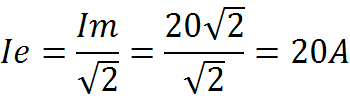 Ie = Im/√2 = 20√2/√2 = 20A